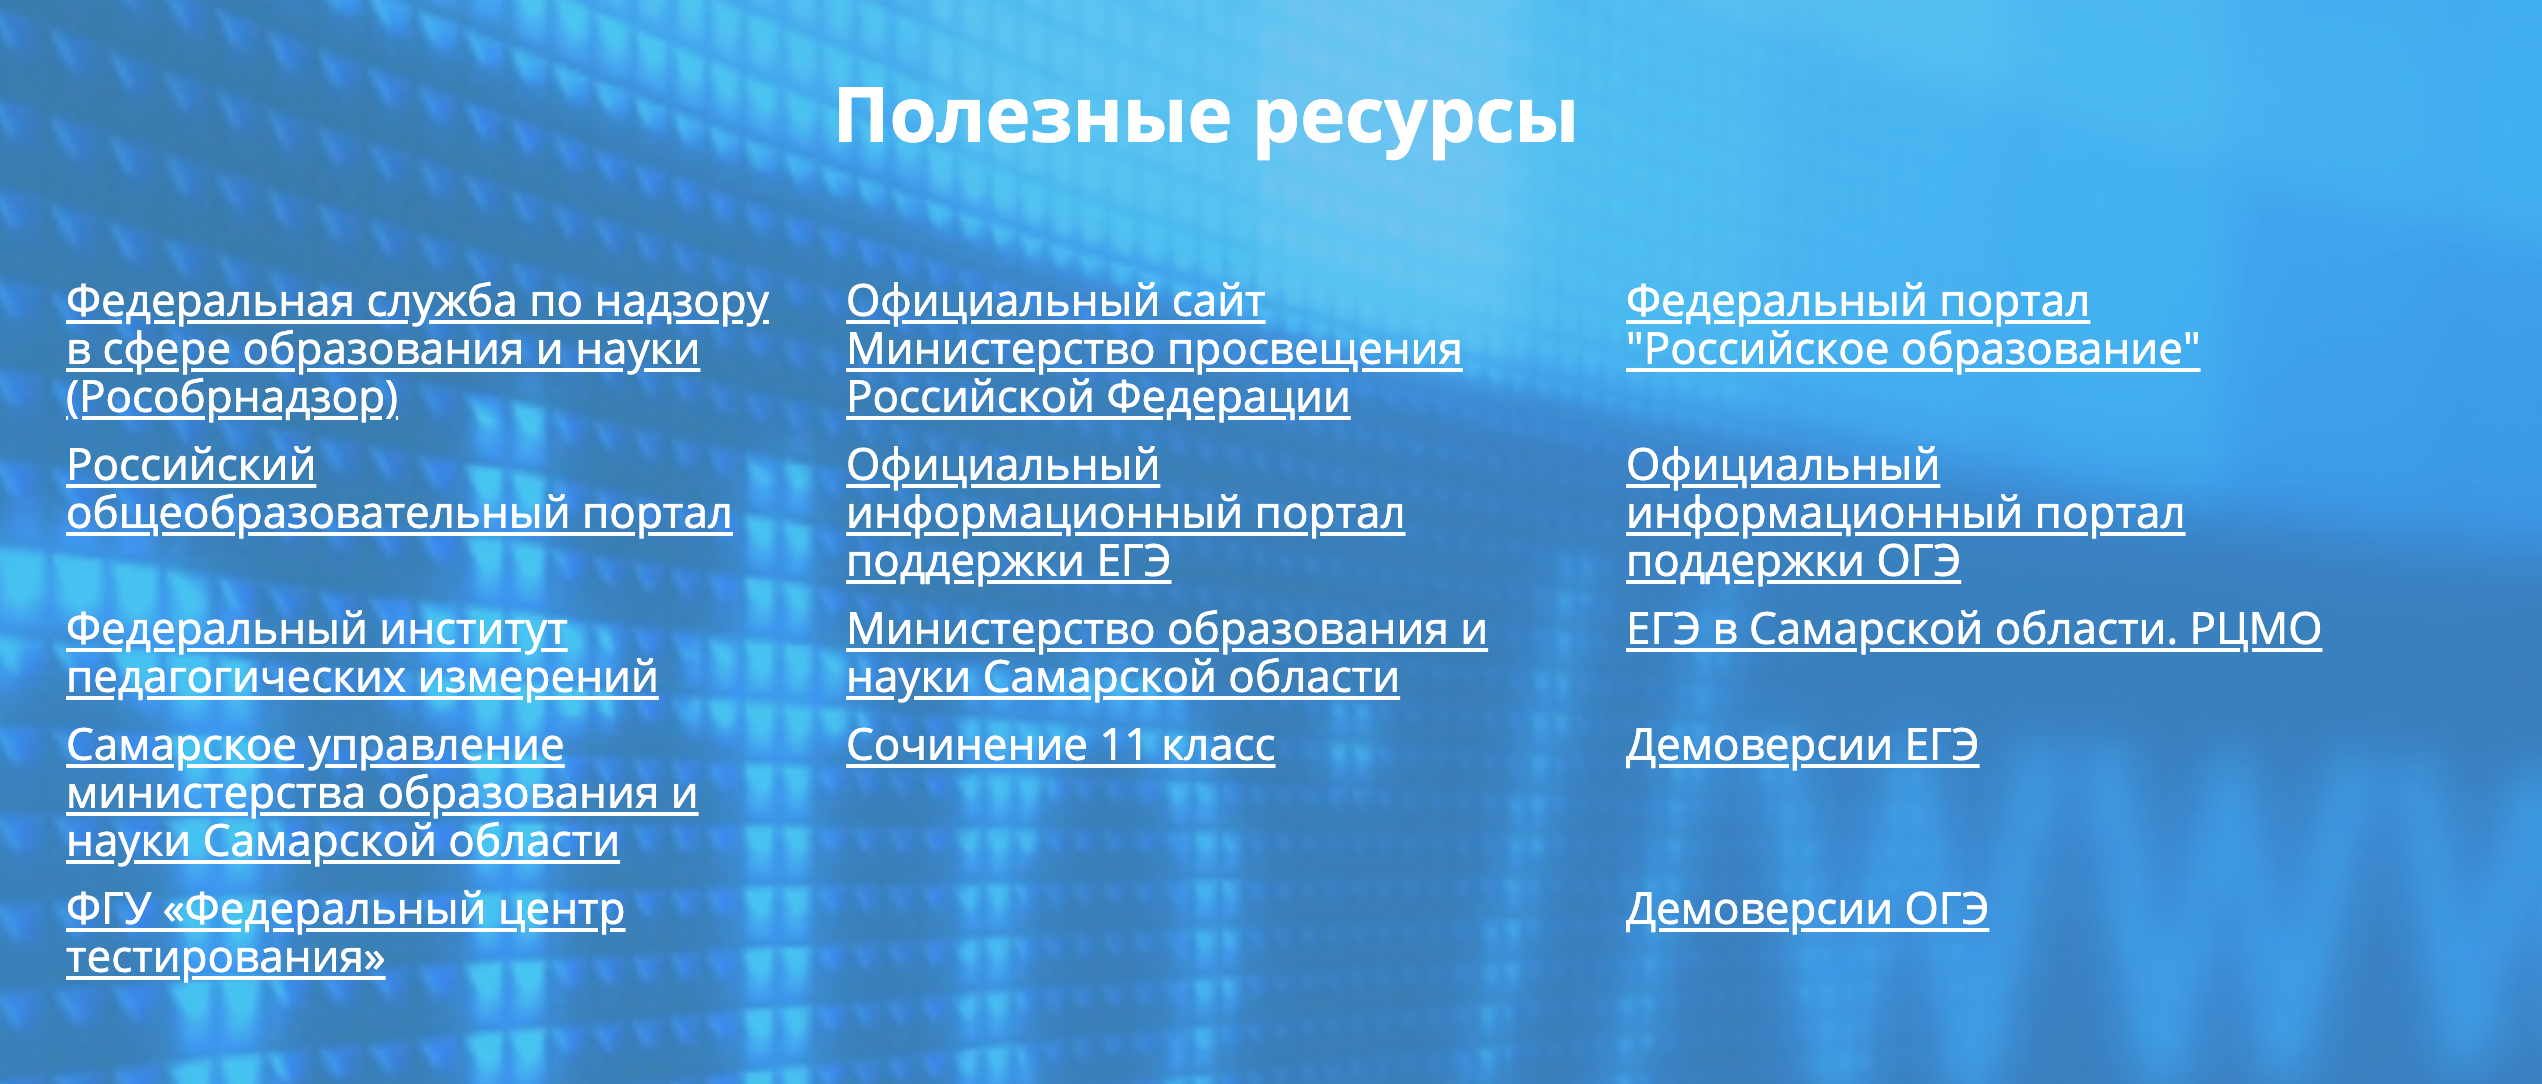 Полезные ресурсы
Федеральная служба по надзору
в сфере образования и науки
(Рособрнадзор)
Официальный сайт
Министерство просвещения
Российской Федерации
Федеральный портал
"Российское образование"
Российский
общеобразовательный портал
Официальный
информационный портал
поддержки ЕГЭ
Официальный
информационный портал
поддержки ОГЭ
Федеральный институт
педагогических измерений
Министерство образования и
науки Самарской области
ЕГЭ в Самарской области. РЦМО
Самарское управление
министерства образования и
науки Самарской области
Сочинение 11 класс
Демоверсии ЕГЭ
ФГУ «Федеральный центр
тестирования»
Демоверсии ОГЭ